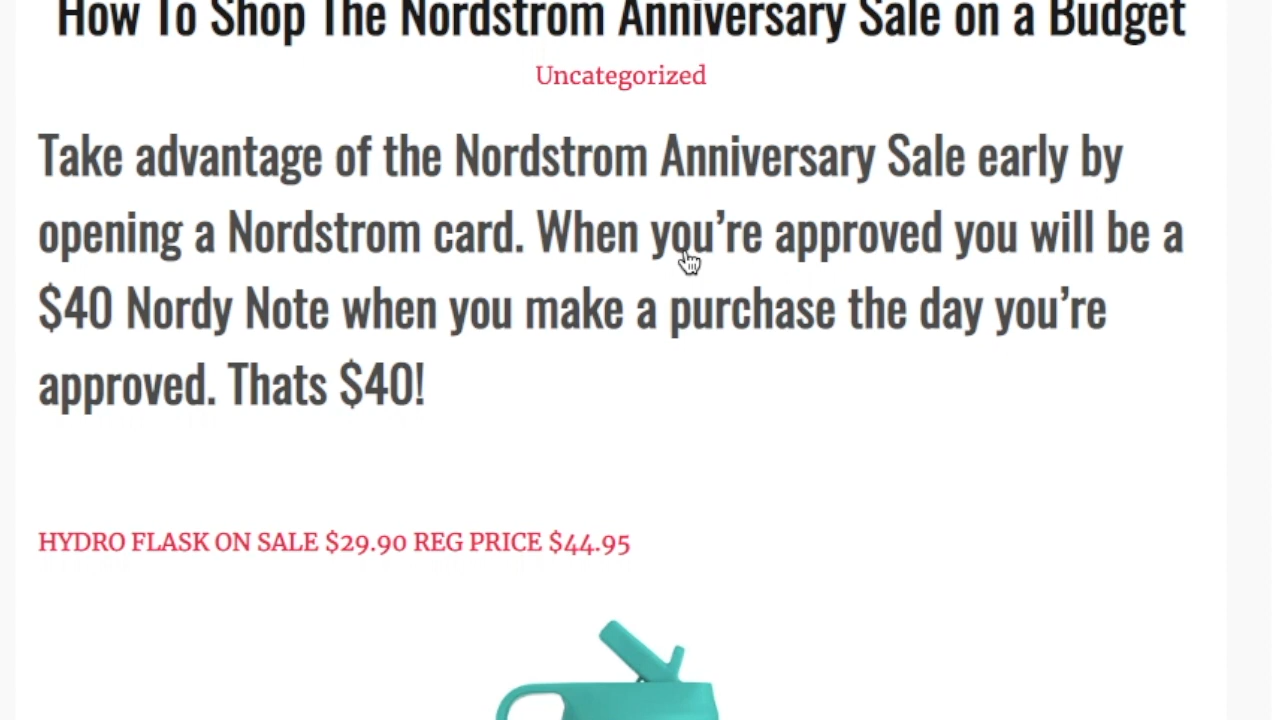 How To Shop The Nordstrom Anniversary Sale on a Budget
Uncategorized
Take advantage of the Nordstrom Anniversary Sale early by
opening a Nordstrom card. When you’re approved you will be a
$40 Nordy Note when you make a purchase the day you’re
approved. Thats $40!
HYDRO FLASK ON SALE $29.90 REG PRICE $44.95